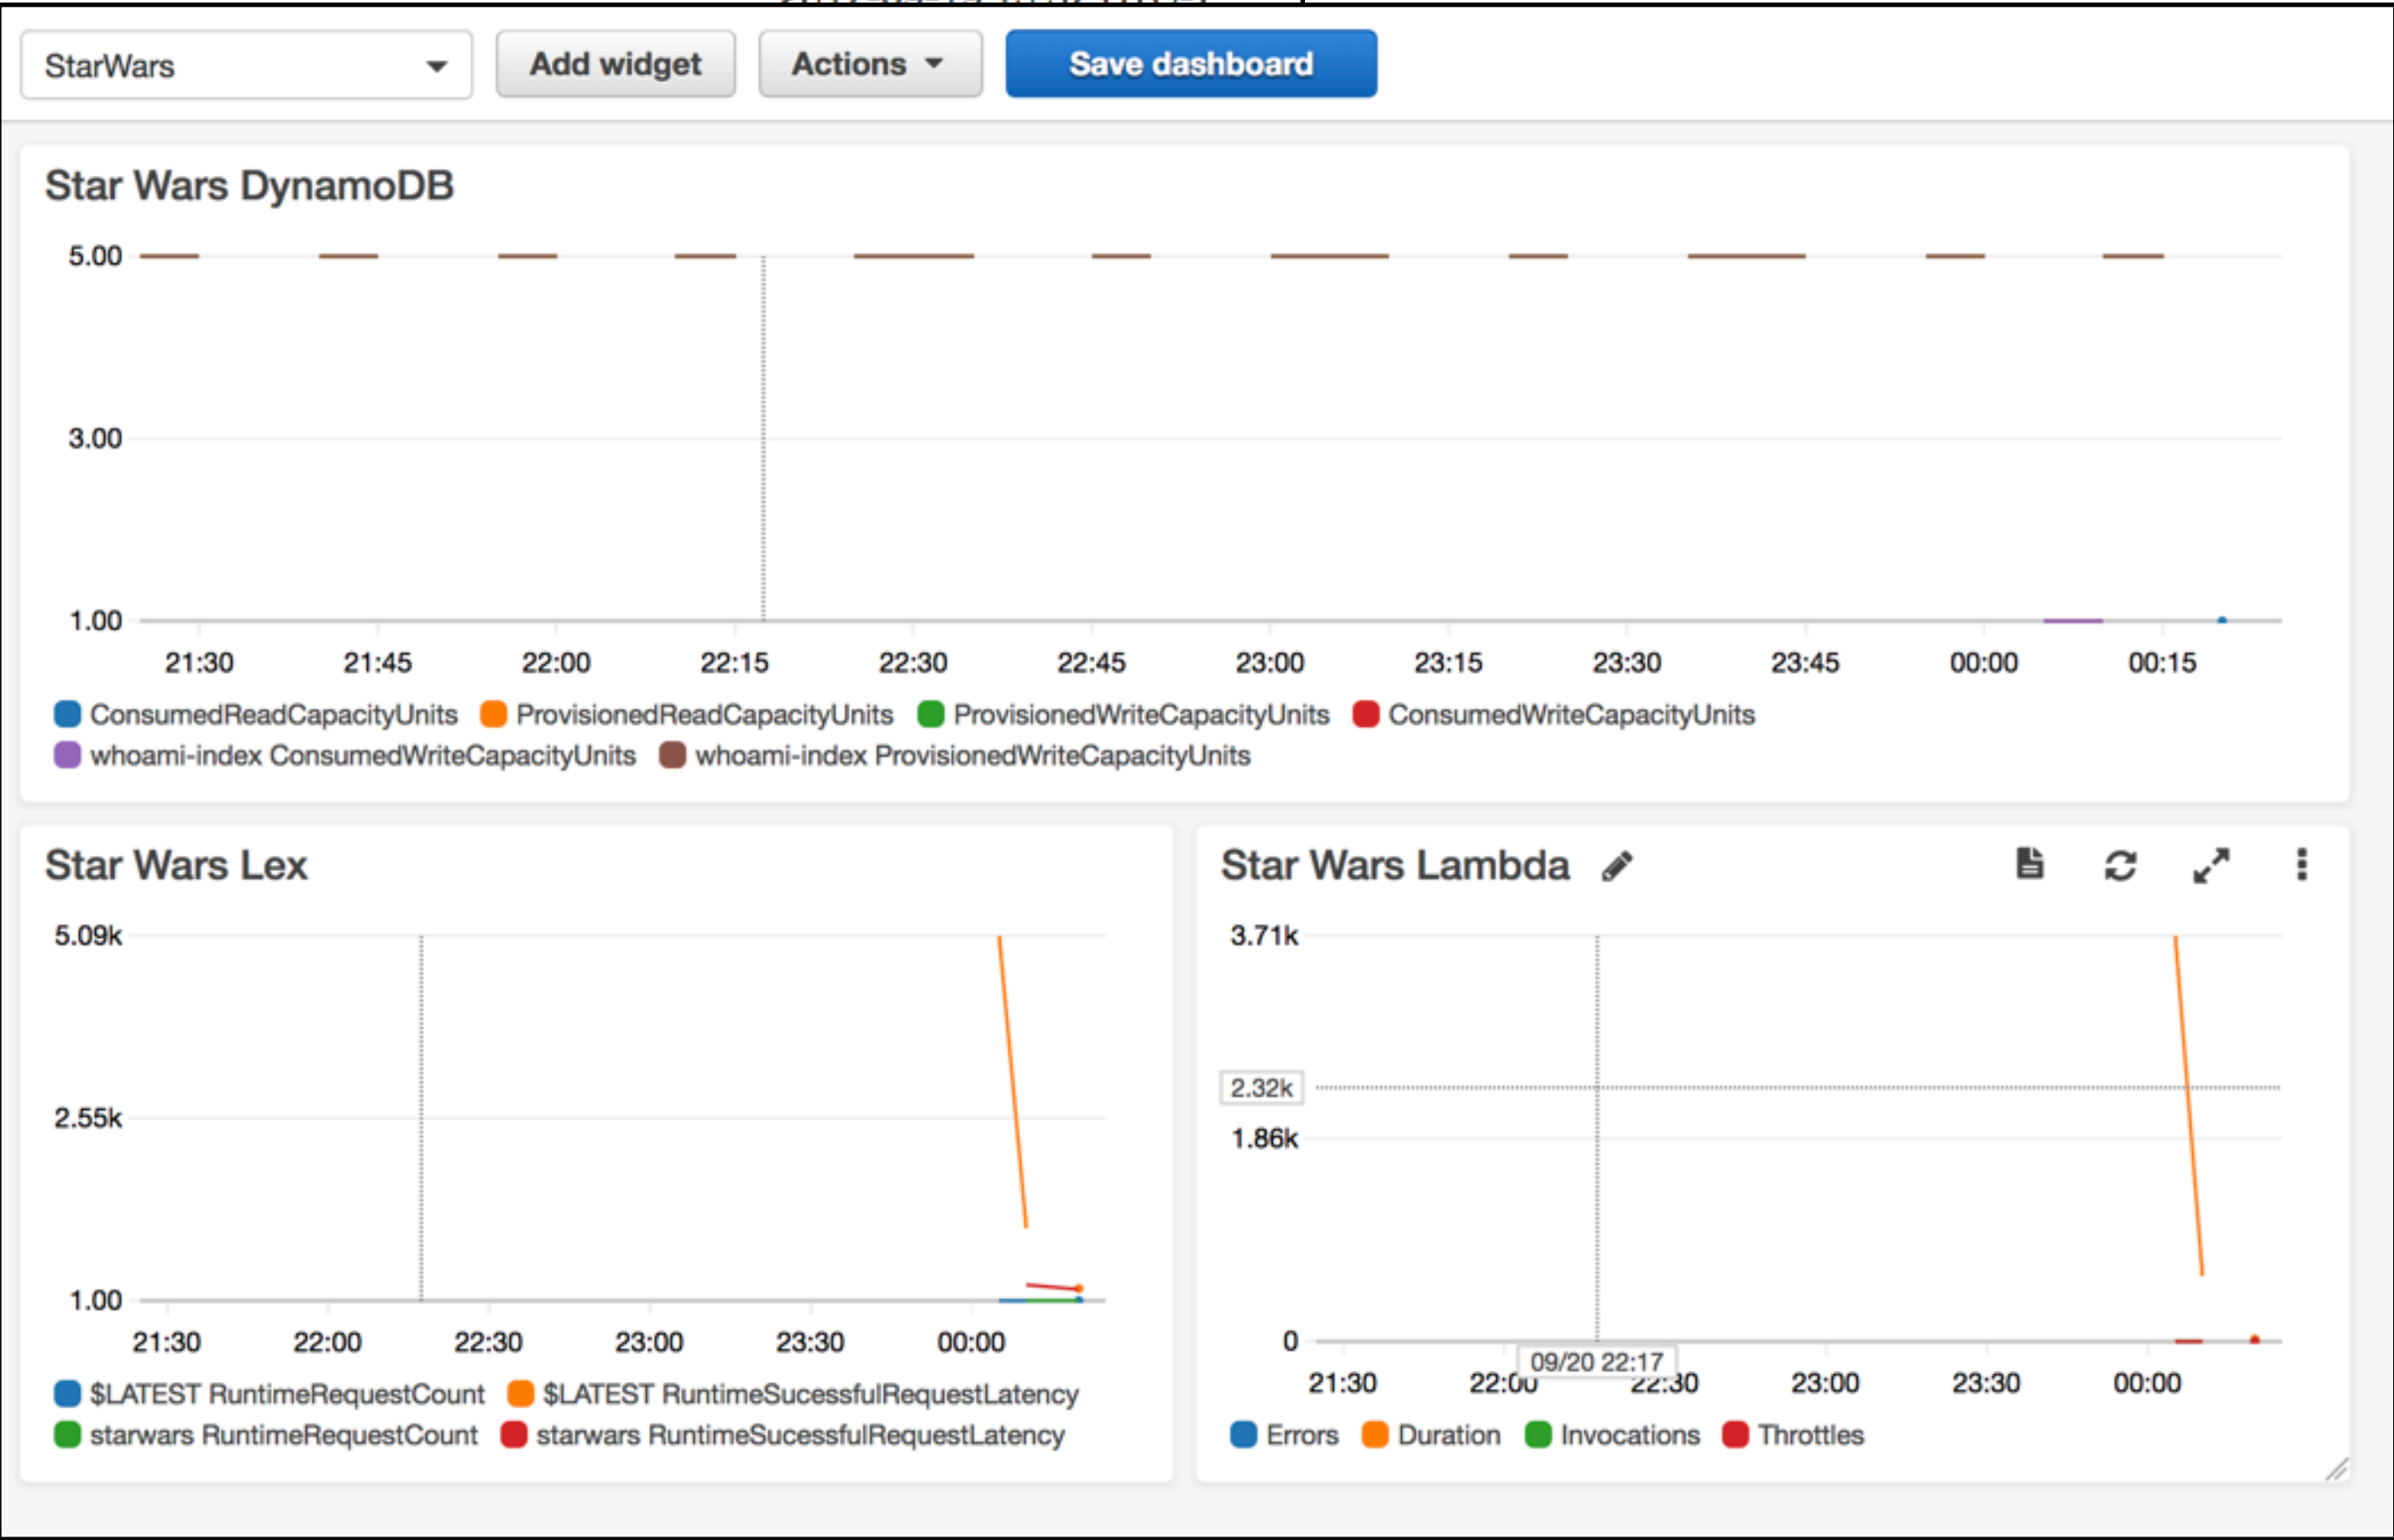 StarWars Add widget Actions Save dashboard
Star Wars DynamoDB
5.00
3.00
1.00
21:30 21:45 22:00 22:15 22:30 22:45 23:00 23:15 23:30 23:45 00:00 00:15
ConsumedReadCapacityUnits ProvisionedReadCapacityUnits ProvisionedWriteCapacityUnits ConsumedWriteCapacityUnits
whoami-index ConsumedWriteCapacityUnits whoami-index ProvisionedWriteCapacityUnits
Star Wars Lex
5.09k
2.55k
1.00
21:30 22:00 22:30 23:00 23:30 00:00
$LATEST RuntimeRequestCount $LATEST RuntimeSucessfulRequestLatency
starwars RuntimeRequestCount starwars RuntimeSucessfulRequestLatency
Star Wars Lambda
3.71k
2.32k
1.86k
0
09/20 22:17
21:30 22:00 22:30 23:00 23:30 00:00
Errors Duration Invocations Throttles